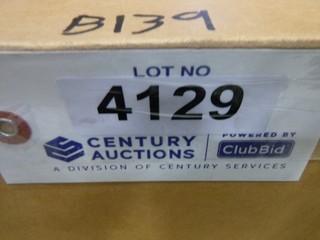 B139
LOT NO
4129
CENTURY AUCTIONS
POWERED BY
ClubBid
A DIVISION OF CENTURY SERVICES